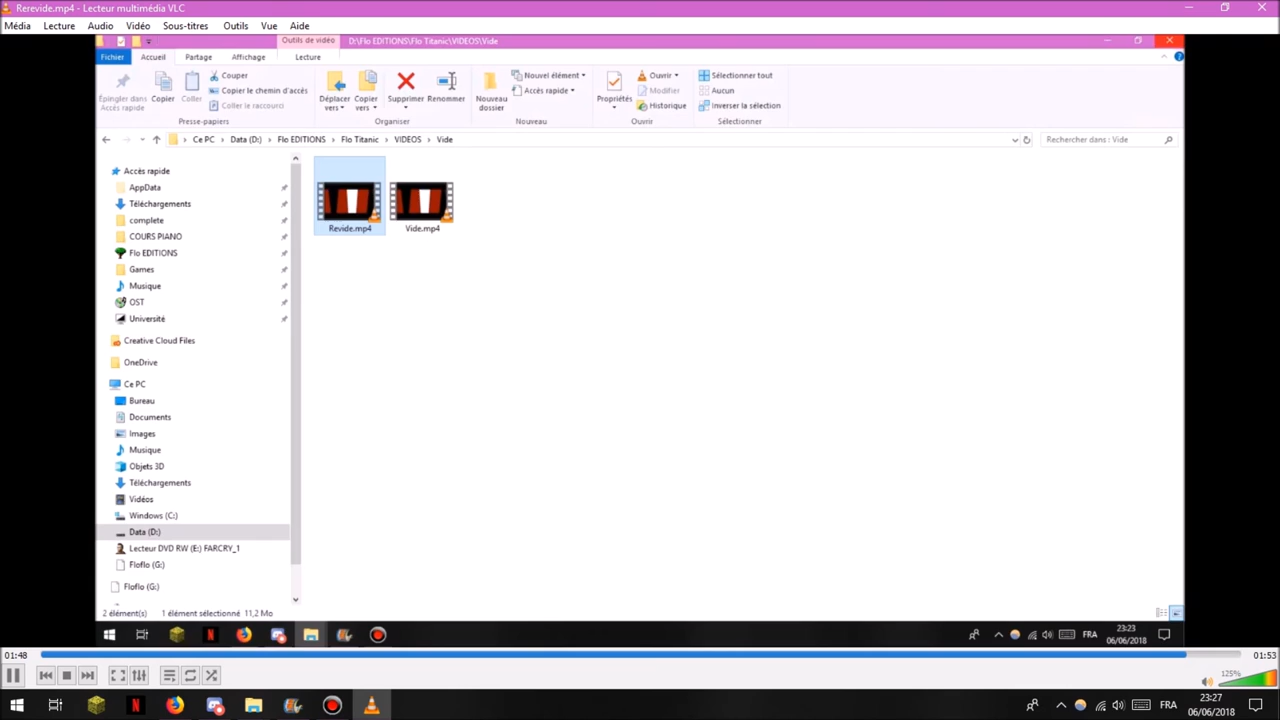 Rerevide.mp4 - Lecteur multimédia VLC
Média Lecture Audio Vidéo Sous-titres Outils Vue Aide
Outils de vidéo D:\Flo EDITIONS\Flo Titanic\VIDEOS\Vide
Fichier Accueil Partage Affichage Lecture
Épingler dans Accès rapide
Copier
Coller
Couper
Copier le chemin d'accès
Coller le raccourci
Presse-papiers
Déplacer vers
Copier vers
Supprimer
Renommer
Organiser
Nouveau dossier
Nouvel élément
Accès rapide
Nouveau
Propriétés
Ouvrir
Modifier
Historique
Ouvrir
Sélectionner tout
Aucun
Inverser la sélection
Sélectionner
Ce PC > Data (D:) > Flo EDITIONS > Flo Titanic > VIDEOS > Vide
Rechercher dans : Vide
Accès rapide
AppData
Téléchargements
complete
COURS PIANO
Flo EDITIONS
Games
Musique
OST
Université
Creative Cloud Files
OneDrive
Ce PC
Bureau
Documents
Images
Musique
Objets 3D
Téléchargements
Vidéos
Windows (C:)
Data (D:)
Lecteur DVD RW (E:) FARCRY_1
Floflo (G:)
Floflo (G:)
Revide.mp4
Vide.mp4
2 élément(s) 1 élément sélectionné 11,2 Mo
FRA
23:23
06/06/2018
01:48
01:53
125%
FRA
23:27
06/06/2018